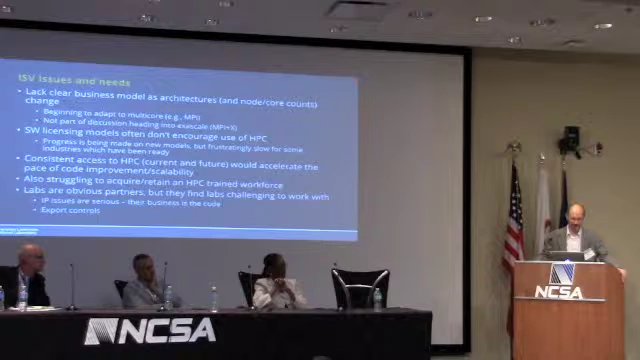 ISV issues and needs
• Lack clear business model as architectures (and node/core counts)
change
• Beginning to adapt to multicore (e.g., MPI)
• Not part of discussion heading into exascale (MPI+X)
• SW licensing models often don't encourage use of HPC
• Progress is being made on new models, but frustratingly slow for some
industries which have been ready
• Consistent access to HPC (current and future) would accelerate the
pace of code improvement/scalability
• Also struggling to acquire/retain an HPC trained workforce
• Labs are obvious partners, but they find labs challenging to work with
• IP issues are serious – their business is the code
• Export controls
NCSA
NCSA